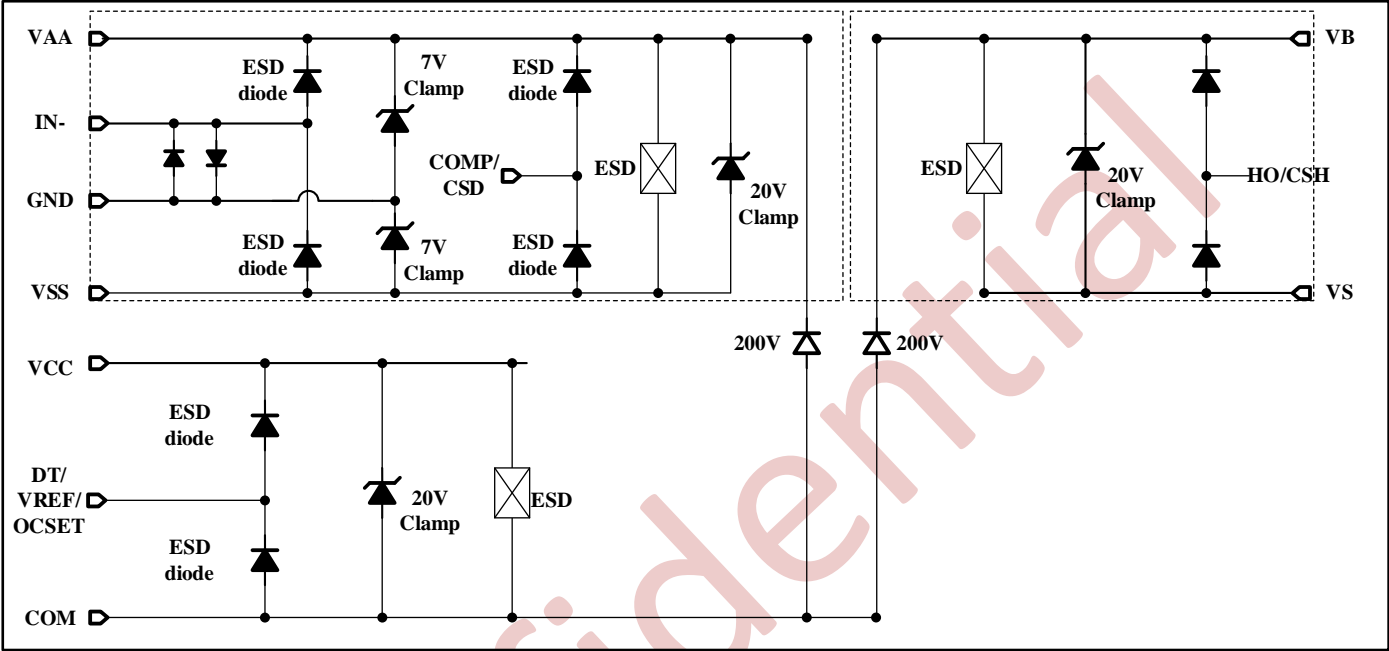 VAA
ESD
diode
7V
Clamp
ESD
diode
VB
IN-
COMP/
CSD
ESD
20V
Clamp
ESD
20V
Clamp
HO/CSH
GND
ESD
diode
7V
Clamp
ESD
diode
VSS
VS
200V
200V
VCC
ESD
diode
DT/
VREF/
OCSET
20V
Clamp
ESD
ESD
diode
COM
fidential